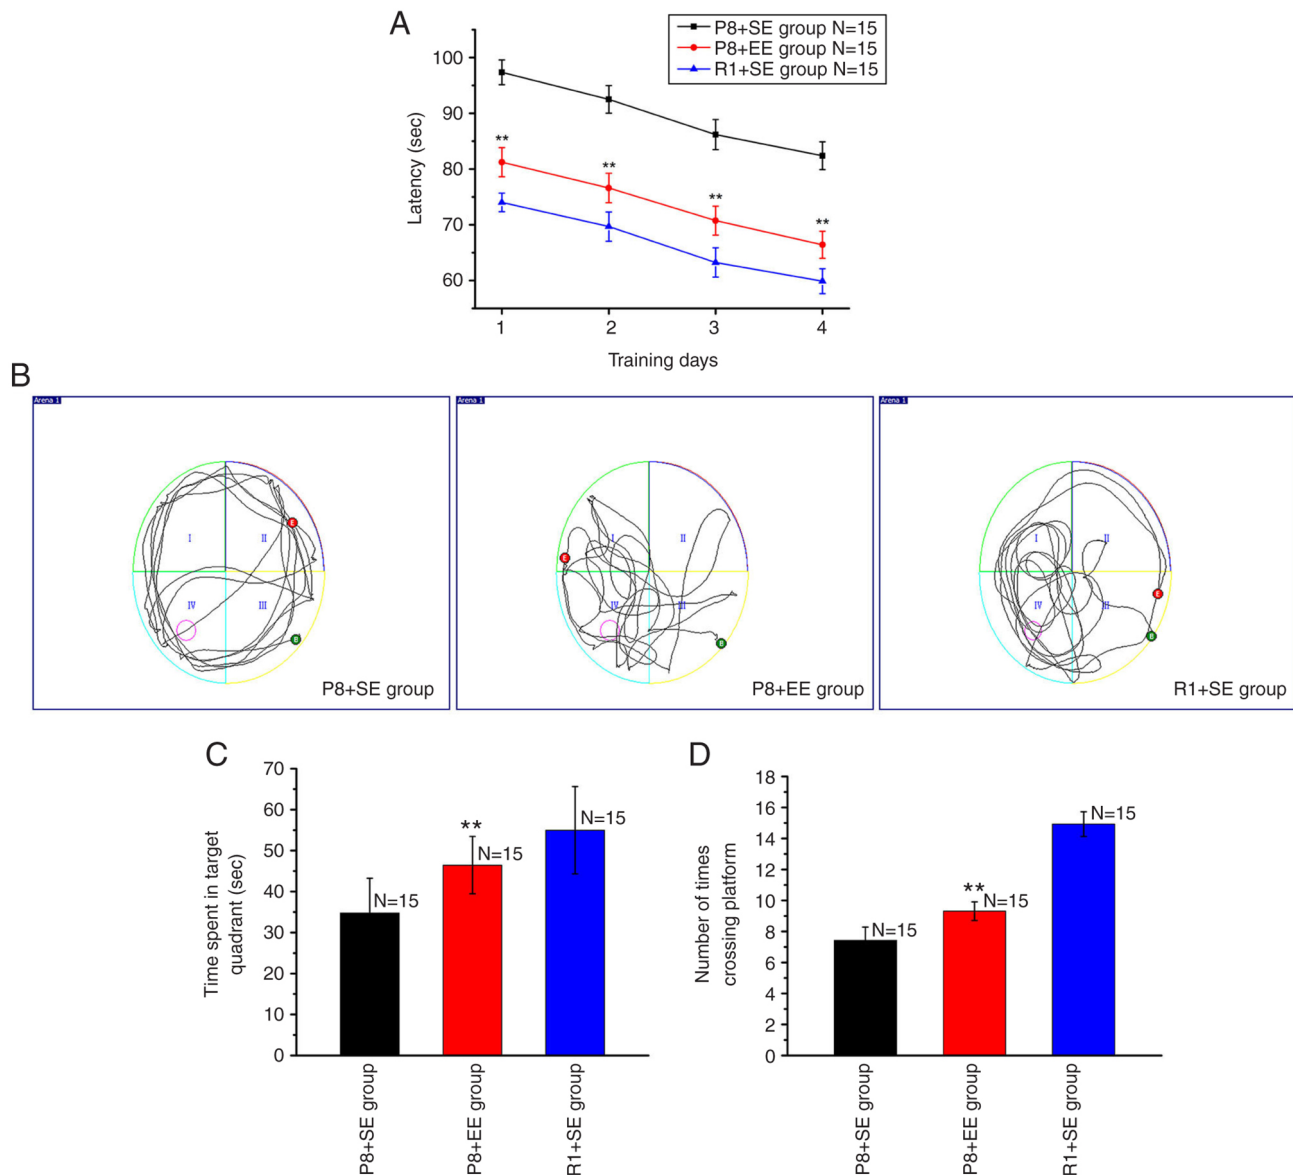 A
P8+SE group N=15
P8+EE group N=15
R1+SE group N=15
100
90
80
70
60
Latency (sec)
**
**
**
**
1 2 3 4
Training days
B
Arena 1
I II
IV III
E
B
P8+SE group
Arena 1
I II
IV III
E
B
P8+EE group
Arena 1
I II
IV III
E
B
R1+SE group
C
70
60
50
40
30
20
10
0
Time spent in target
quadrant (sec)
N=15
**
N=15
N=15
P8+SE group
P8+EE group
R1+SE group
D
18
16
14
12
10
8
6
4
2
0
Number of times
crossing platform
N=15
**
N=15
N=15
P8+SE group
P8+EE group
R1+SE group